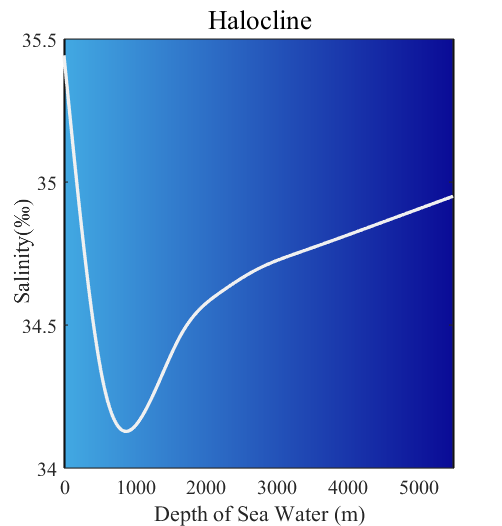 Halocline
35.5
35
34.5
34
Salinity(‰)
0 1000 2000 3000 4000 5000
Depth of Sea Water (m)